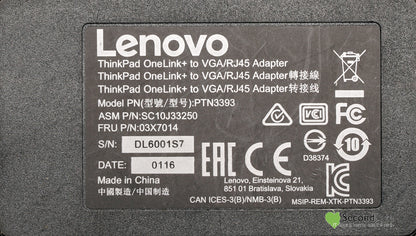 Lenovo
ThinkPad OneLink+ to VGA/RJ45 Adapter
ThinkPad OneLink+ to VGA/RJ45 Adapter轉接線
ThinkPad OneLink+ to VGA/RJ45 Adapter转接线
Model PN(型號/型号):PTN3393
ASM P/N:SC10J33250
FRU P/N:03X7014
S/N: DL6001S7
DATE: 0116
Made in China
中國製造/中国制造
EAC CE
Lenovo, Einsteinova 21,
851 01 Bratislava, Slovakia
CAN ICES-3(B)/NMB-3(B)
VCI FC
D38374
10
MSIP-REM-XTK-PTN3393
Second